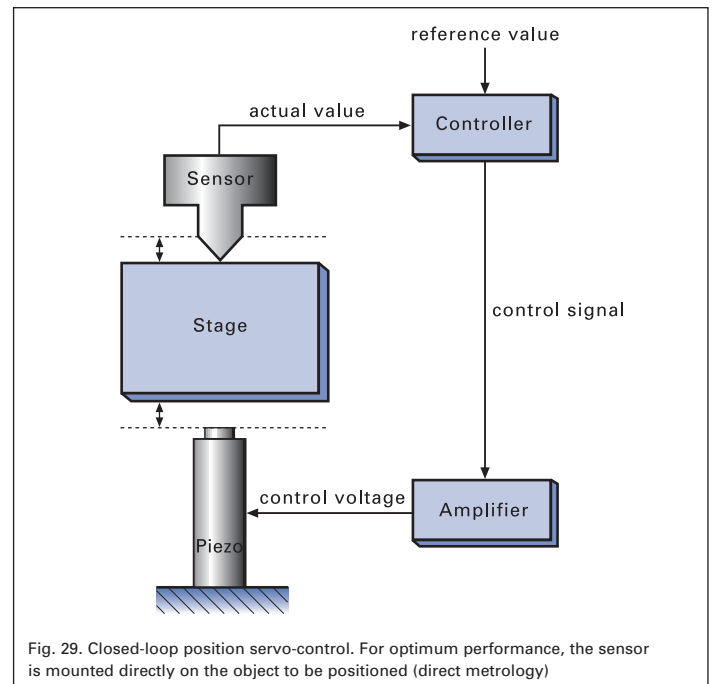 reference value
actual value
Controller
Sensor
Stage
control signal
control voltage
Amplifier
Piezo
Fig. 29. Closed-loop position servo-control. For optimum performance, the sensor
is mounted directly on the object to be positioned (direct metrology)